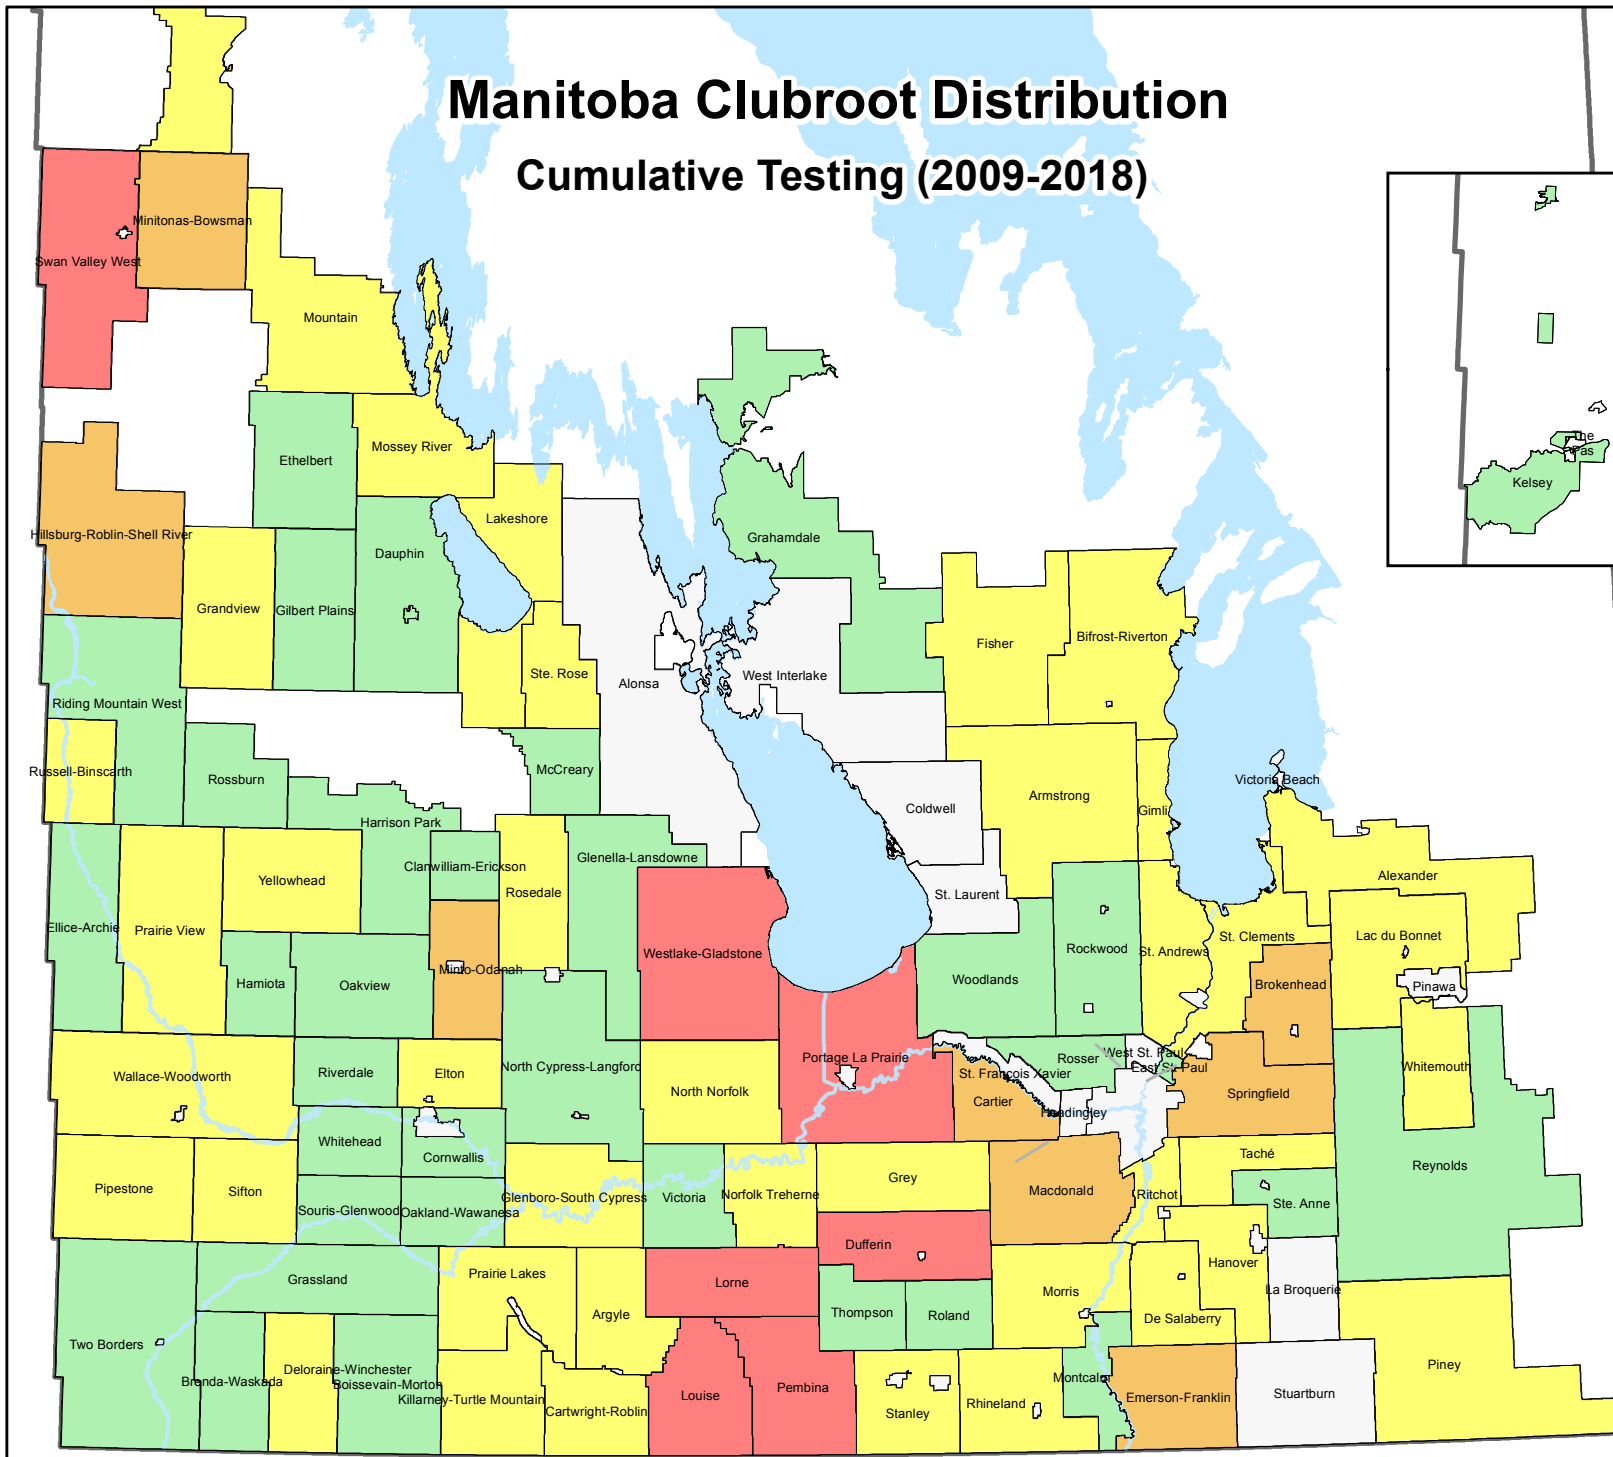 Manitoba Clubroot Distribution
Cumulative Testing (2009-2018)
Minitonas-Bowsman
Swan Valley West
Mountain
Mossey River
Ethelbert
The
Pas
Kelsey
Lakeshore
Hillsburg-Roblin-Shell River
Dauphin
Grahamdale
Grandview
Gilbert Plains
Fisher
Bifrost-Riverton
Ste. Rose
Alonsa
West Interlake
Riding Mountain West
Russell-Binscarth
Rossburn
McCreary
Victoria Beach
Armstrong
Coldwell
Gimli
Harrison Park
Glenella-Lansdowne
Clanwilliam-Erickson
Yellowhead
Rosedale
Alexander
St. Laurent
Ellice-Archie
Prairie View
Westlake-Gladstone
Rockwood
St. Andrews
St. Clements
Lac du Bonnet
Minto-Odanah
Hamiota
Oakview
Woodlands
Brokenhead
Pinawa
Portage La Prairie
Rosser
West St. Paul
East St. Paul
Whitemouth
Wallace-Woodworth
Riverdale
Elton
North Cypress-Langford
North Norfolk
St. François Xavier
Cartier
Headingley
Springfield
Whitehead
Cornwallis
Taché
Reynolds
Pipestone
Sifton
Glenboro-South Cypress
Victoria
Norfolk Treherne
Grey
Macdonald
Ritchot
Ste. Anne
Souris-Glenwood
Oakland-Wawanesa
Dufferin
Hanover
Grassland
Prairie Lakes
Lorne
Morris
La Broquerie
Argyle
Thompson
Roland
De Salaberry
Two Borders
Deloraine-Winchester
Brenda-Waskada
Boissevain-Morton
Killarney-Turtle Mountain
Cartwright-Roblin
Louise
Pembina
Stanley
Rhineland
Montcalm
Emerson-Franklin
Stuartburn
Piney